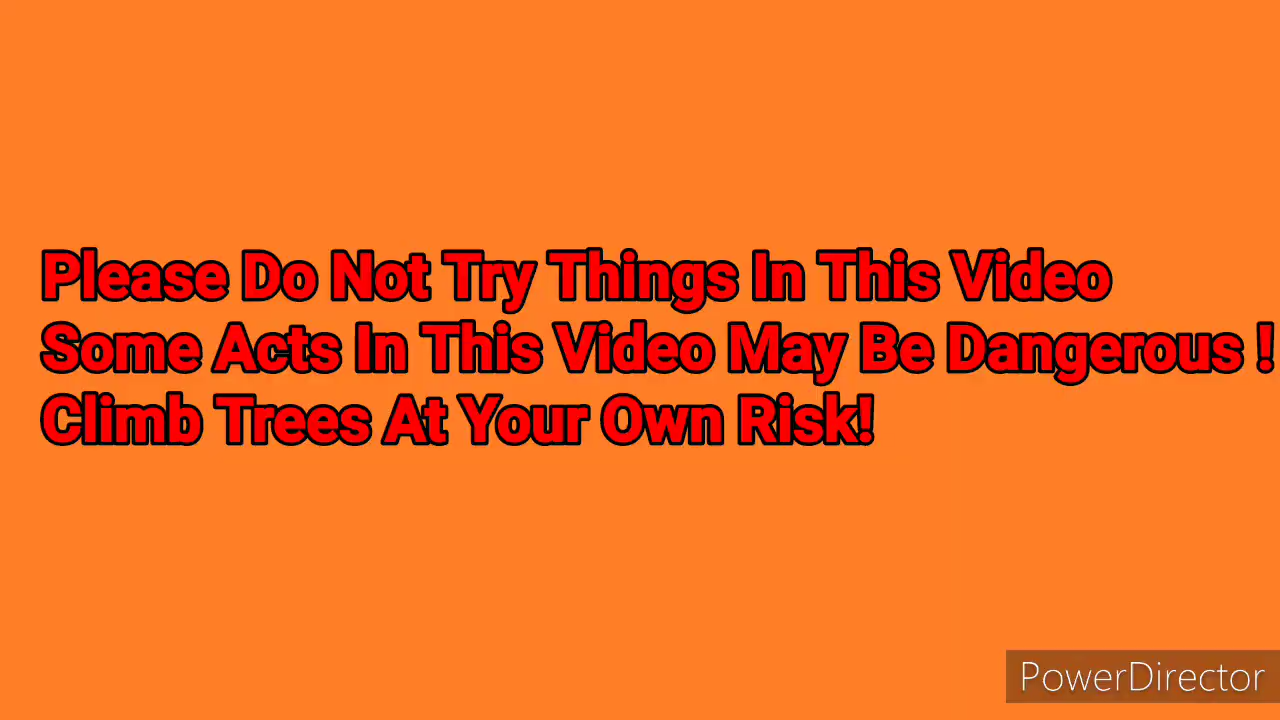 Please Do Not Try Things In This Video
Some Acts In This Video May Be Dangerous !
Climb Trees At Your Own Risk!
PowerDirector